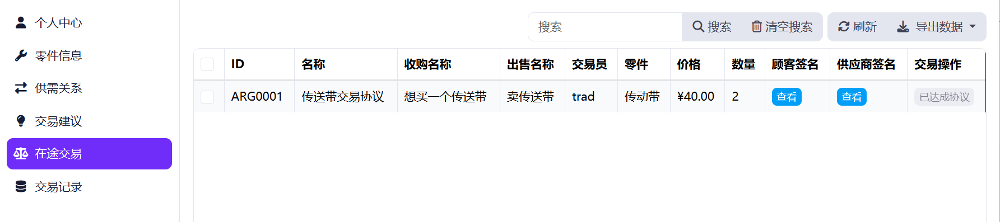 个人中心
零件信息
供需关系
交易建议
在途交易
交易记录
搜索 搜索 清空搜索 刷新 导出数据
ID 名称 收购名称 出售名称 交易员 零件 价格 数量 顾客签名 供应商签名 交易操作
ARG0001 传送带交易协议 想买一个传送带 卖传送带 trad 传动带 ¥40.00 2 查看 查看 已达成协议